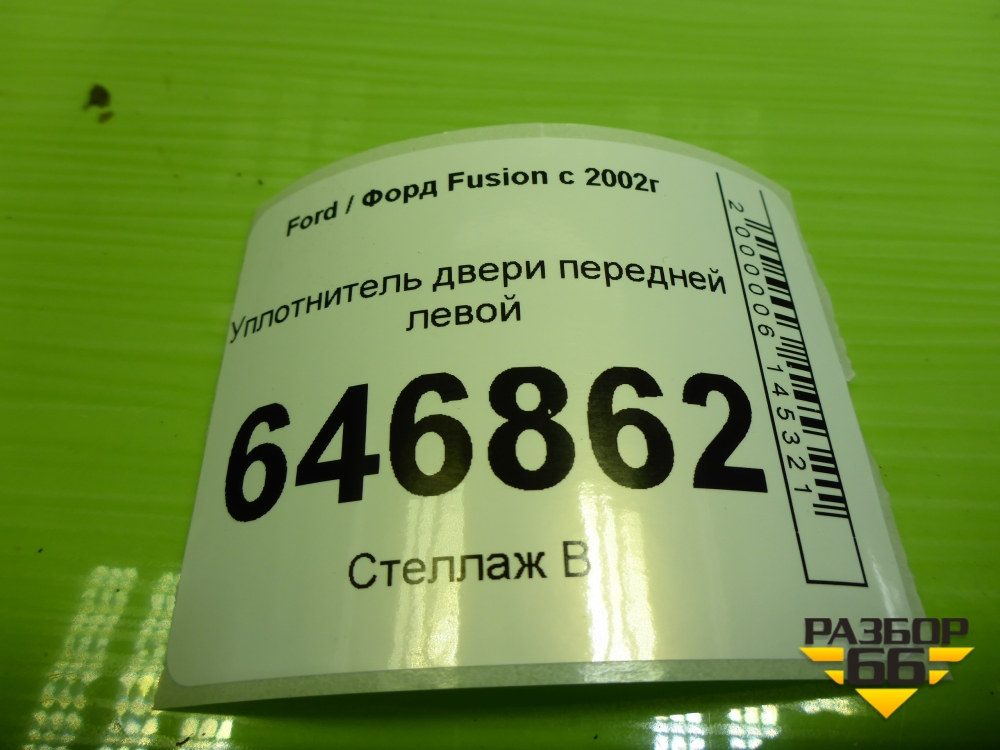 Ford / Форд Fusion с 2002г
Уплотнитель двери передней
левой
646862
Стеллаж В
2000006145321
РАЗБОР
66